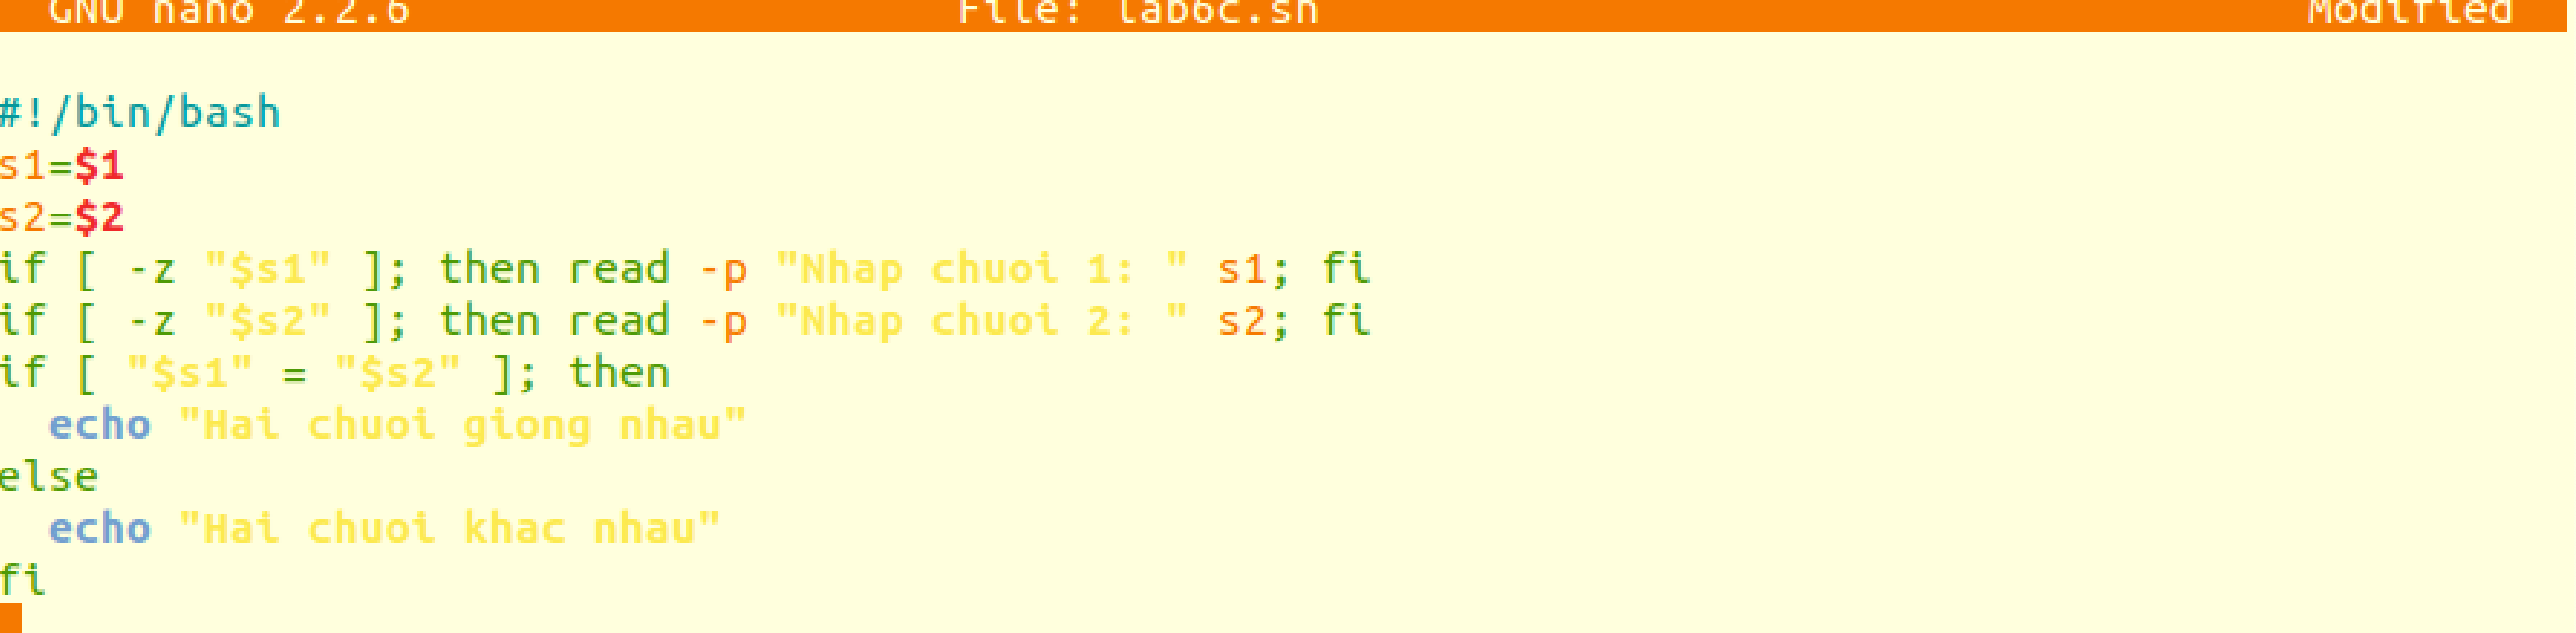 GNU nano 2.2.6 File: lab6c.sh Modified
#!/bin/bash
s1=$1
s2=$2
if [ -z "$s1" ]; then read -p "Nhap chuoi 1: " s1; fi
if [ -z "$s2" ]; then read -p "Nhap chuoi 2: " s2; fi
if [ "$s1" = "$s2" ]; then
  echo "Hai chuoi giong nhau"
else
  echo "Hai chuoi khac nhau"
fi